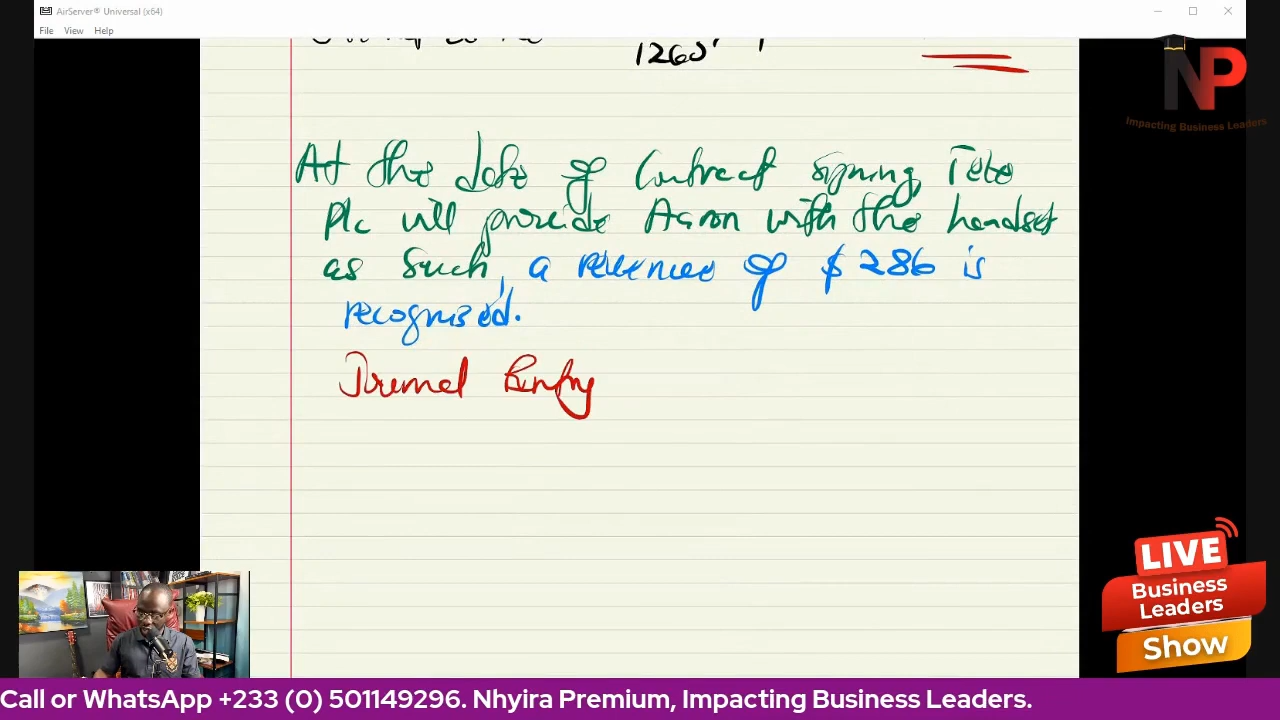 AirServer® Universal (x64)
File View Help
1260
NP
Impacting Business Leaders
At the date of Contract signing, Tete
Plc will provide Aaron with the headset
as such, a revenue of $286 is
recognised.
Journal Entry
LIVE
Business
Leaders
Show
Call or WhatsApp +233 (0) 501149296. Nhyira Premium, Impacting Business Leaders.